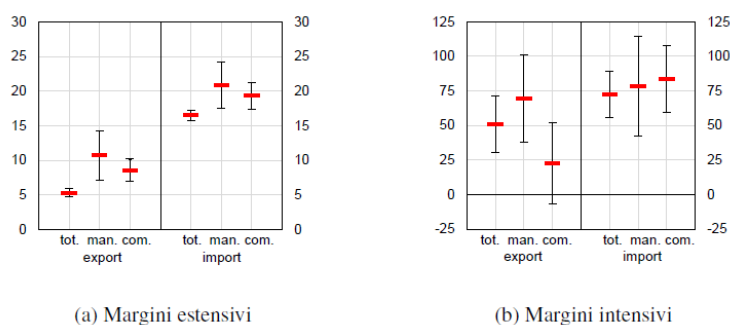 30 30 125 125
25 25 100 100
20 20 75 75
15 15 50 50
10 10 25 25
5 5 0 0
0 0 -25 -25
tot. man. com. tot. man. com. tot. man. com. tot. man. com.
export import export import
(a) Margini estensivi (b) Margini intensivi